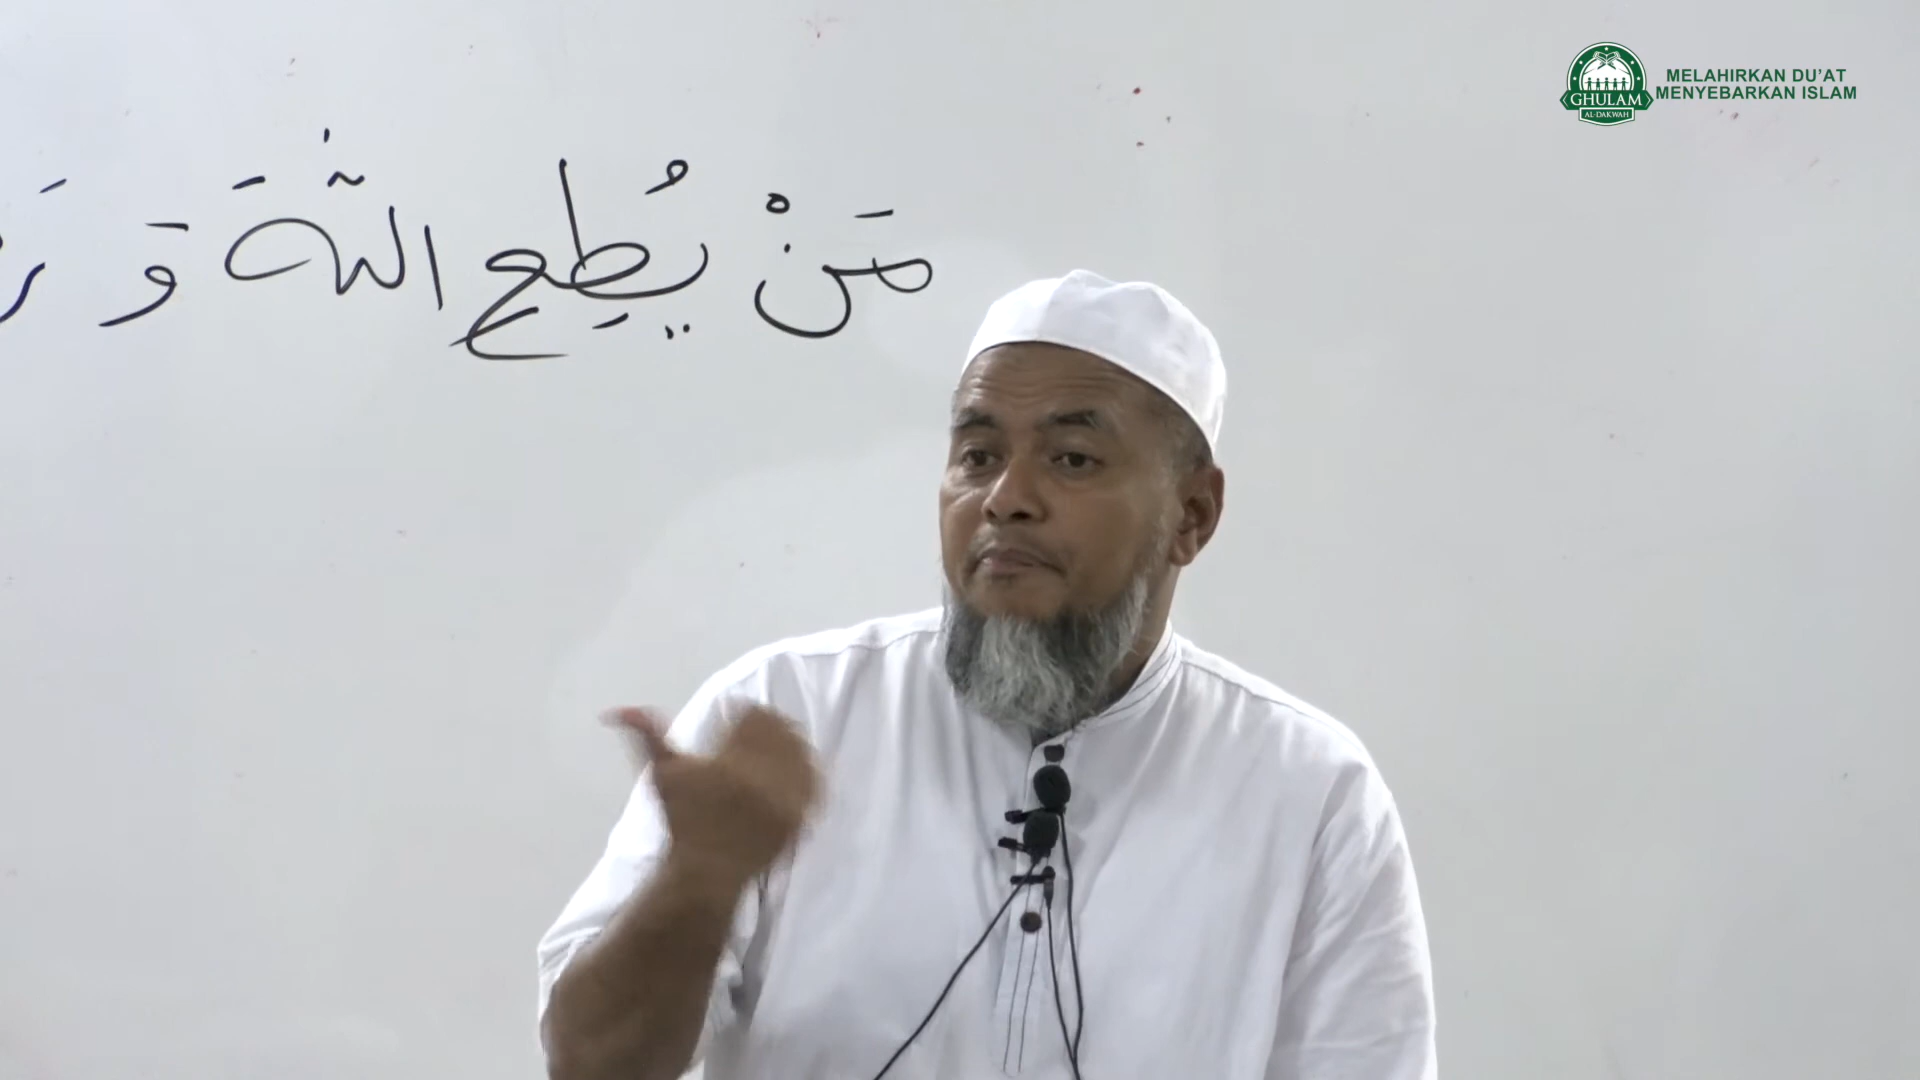 مَنْ يُطِعِ اللّٰهَ وَ
GHULAM
AL-DAKWAH
MELAHIRKAN DU'AT
MENYEBARKAN ISLAM